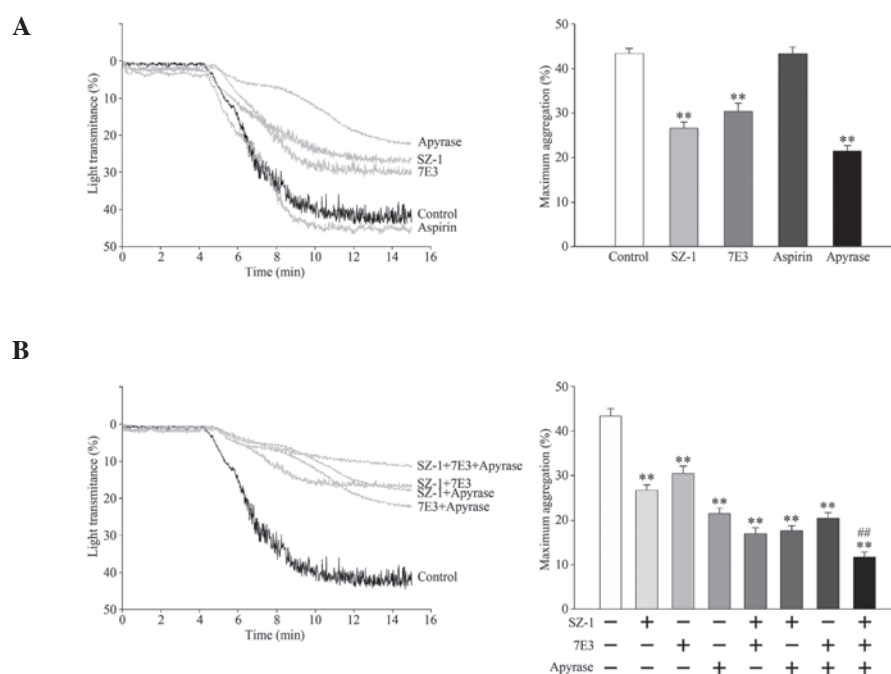 A
Light transmitance (%)
0
10
20
30
40
50
0 2 4 6 8 10 12 14 16
Time (min)
Apyrase
SZ-1
7E3
Control
Aspirin
Maximum aggregation (%)
50
40
30
20
10
0
**
**
**
Control SZ-1 7E3 Aspirin Apyrase
B
Light transmitance (%)
0
10
20
30
40
50
0 2 4 6 8 10 12 14 16
Time (min)
SZ-1+7E3+Apyrase
SZ-1+7E3
SZ-1+Apyrase
7E3+Apyrase
Control
Maximum aggregation (%)
50
40
30
20
10
0
**
**
**
**
**
**
##
**
SZ-1 − + − − + + − +
7E3 − − + − + − + +
Apyrase − − − + − + + +